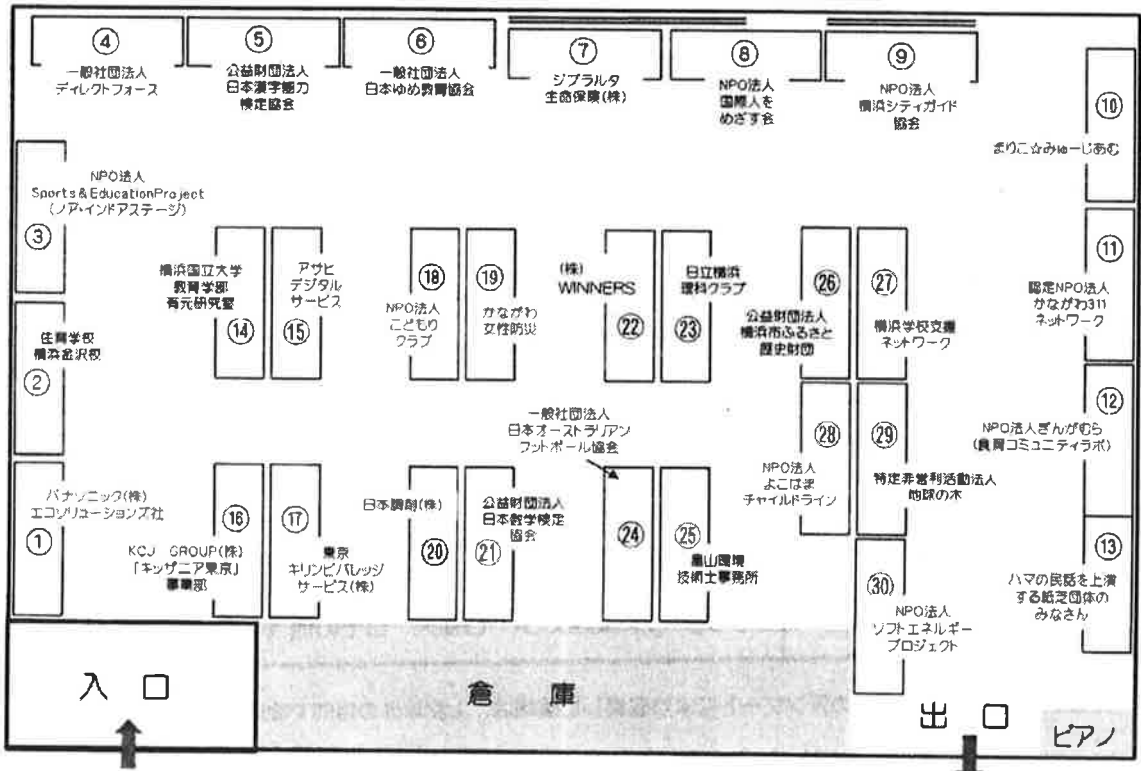 ④
一般社団法人
ディレクトフォース
⑤
公益財団法人
日本漢字能力
検定協会
⑥
一般社団法人
日本ゆめ教育協会
⑦
ジブラルタ
生命保険(株)
⑧
NPO法人
国際人を
めざす会
⑨
NPO法人
横浜シティガイド
協会
⑩
まりこ☆みゅーじあむ
NPO法人
Sports&EducationProject
(ノア・インドアステージ)
③
⑪
認定NPO法人
かながわ311
ネットワーク
横浜国立大学
教育学部
有元研究室
⑭
アサヒ
デジタル
サービス
⑮
⑱
NPO法人
こどもり
クラブ
⑲
かながわ
女性防災
(株)
WINNERS
㉒
日立横浜
理科クラブ
㉓
㉖
公益財団法人
横浜市ふるさと
歴史財団
㉗
横浜学校支援
ネットワーク
住育学校
横浜金沢校
②
⑫
NPO法人ぎんがむら
(食育コミュニティラボ)
一般社団法人
日本オーストラリアン
フットボール協会
㉔
㉘
NPO法人
よこはま
チャイルドライン
㉙
特定非営利活動法人
地球の木
パナソニック(株)
エコソリューションズ社
①
⑯
KCJ GROUP(株)
「キッザニア東京」
事業部
⑰
東京
キリンビバレッジ
サービス(株)
日本調剤(株)
⑳
公益財団法人
日本数学検定
協会
㉑
㉕
環境
技術士事務所
⑬
ハマの民話を上演
する紙芝団体の
みなさん
㉚
NPO法人
ソフトエネルギー
プロジェクト
入口
倉庫
出口
ピアノ